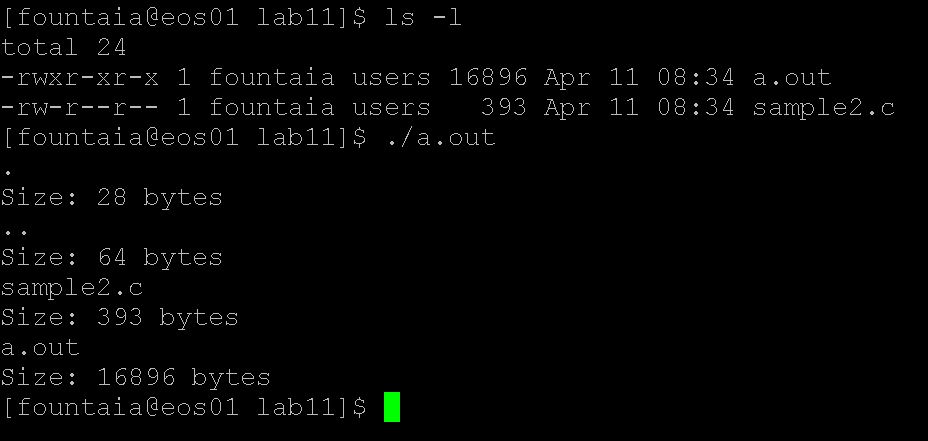 [fountaia@eos01 lab11]$ ls -l
total 24
-rwxr-xr-x 1 fountaia users 16896 Apr 11 08:34 a.out
-rw-r--r-- 1 fountaia users   393 Apr 11 08:34 sample2.c
[fountaia@eos01 lab11]$ ./a.out
.
Size: 28 bytes
..
Size: 64 bytes
sample2.c
Size: 393 bytes
a.out
Size: 16896 bytes
[fountaia@eos01 lab11]$